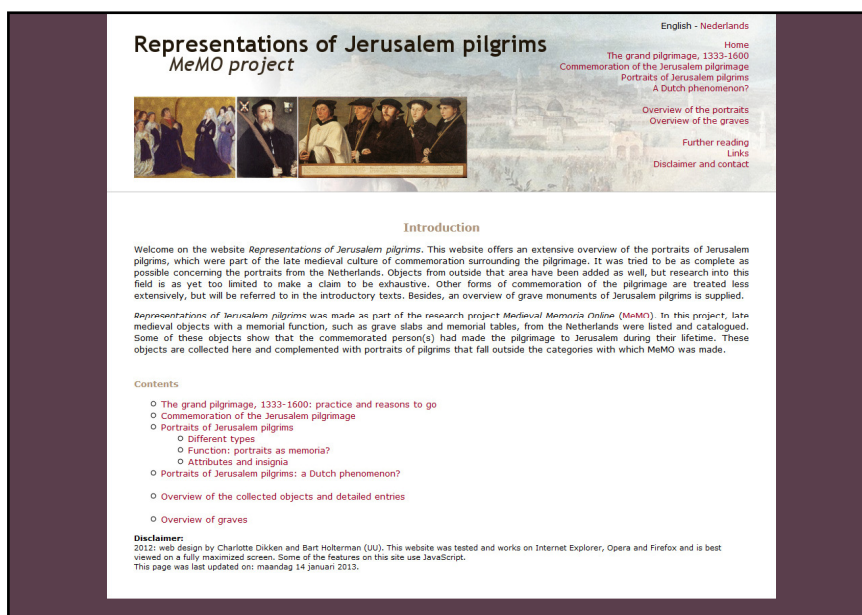 English - Nederlands
Representations of Jerusalem pilgrims
MeMO project
Home
The grand pilgrimage, 1333-1600
Commemoration of the Jerusalem pilgrimage
Portraits of Jerusalem pilgrims
A Dutch phenomenon?
Overview of the portraits
Overview of the graves
Further reading
Links
Disclaimer and contact
Introduction
Welcome on the website Representations of Jerusalem pilgrims. This website offers an extensive overview of the portraits of Jerusalem
pilgrims, which were part of the late medieval culture of commemoration surrounding the pilgrimage. It was tried to be as complete as
possible concerning the portraits from the Netherlands. Objects from outside that area have been added as well, but research into this
field is as yet too limited to make a claim to be exhaustive. Other forms of commemoration of the pilgrimage are treated less
extensively, but will be referred to in the introductory texts. Besides, an overview of grave monuments of Jerusalem pilgrims is supplied.
Representations of Jerusalem pilgrims was made as part of the research project Medieval Memoria Online (MeMO). In this project, late
medieval objects with a memorial function, such as grave slabs and memorial tables, from the Netherlands were listed and catalogued.
Some of these objects show that the commemorated person(s) had made the pilgrimage to Jerusalem during their lifetime. These
objects are collected here and complemented with portraits of pilgrims that fall outside the categories with which MeMO was made.
Contents
The grand pilgrimage, 1333-1600: practice and reasons to go
Commemoration of the Jerusalem pilgrimage
Portraits of Jerusalem pilgrims
Different types
Function: portraits as memoria?
Attributes and insignia
Portraits of Jerusalem pilgrims: a Dutch phenomenon?
Overview of the collected objects and detailed entries
Overview of graves
Disclaimer:
2012: web design by Charlotte Dikken and Bart Holterman (UU). This website was tested and works on Internet Explorer, Opera and Firefox and is best
viewed on a fully maximized screen. Some of the features on this site use JavaScript.
This page was last updated on: maandag 14 januari 2013.